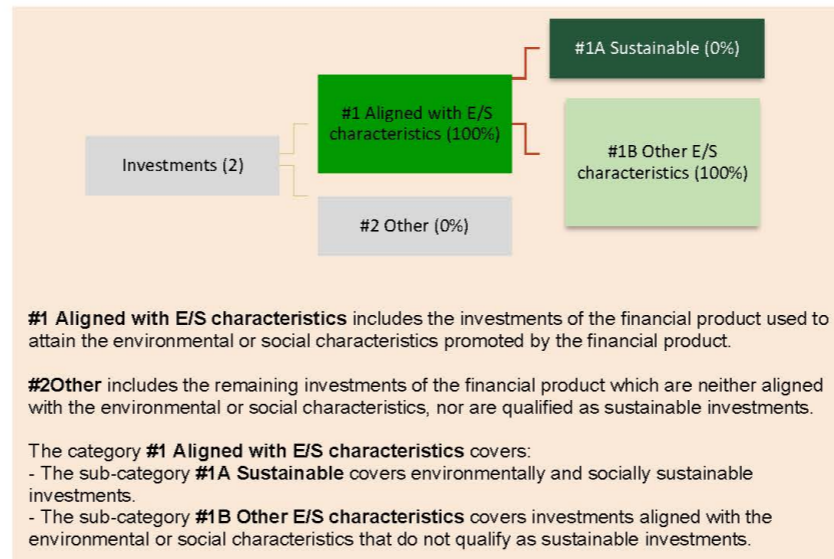 #1A Sustainable (0%)
#1 Aligned with E/S
characteristics (100%)
#1B Other E/S
characteristics (100%)
Investments (2)
#2 Other (0%)
#1 Aligned with E/S characteristics includes the investments of the financial product used to
attain the environmental or social characteristics promoted by the financial product.
#2Other includes the remaining investments of the financial product which are neither aligned
with the environmental or social characteristics, nor are qualified as sustainable investments.
The category #1 Aligned with E/S characteristics covers:
- The sub-category #1A Sustainable covers environmentally and socially sustainable
investments.
- The sub-category #1B Other E/S characteristics covers investments aligned with the
environmental or social characteristics that do not qualify as sustainable investments.